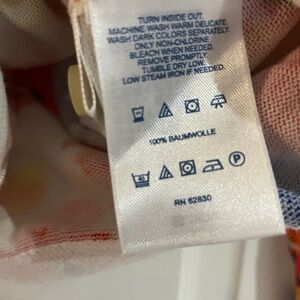 TURN INSIDE OUT.
MACHINE WASH WARM DELICATE.
WASH DARK COLORS SEPARATELY.
ONLY NON-CHLORINE
BLEACH WHEN NEEDED.
REMOVE PROMPTLY.
TUMBLE DRY LOW.
LOW STEAM IRON IF NEEDED.
100% BAUMWOLLE
P
RN 62830